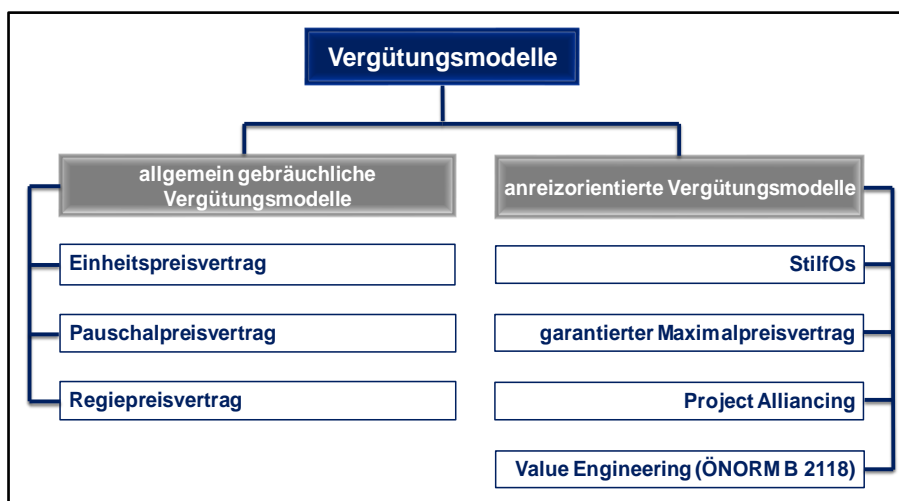 Vergütungsmodelle
allgemein gebräuchliche
Vergütungsmodelle
Einheitspreisvertrag
Pauschalpreisvertrag
Regiepreisvertrag
anreizorientierte Vergütungsmodelle
StilfOs
garantierter Maximalpreisvertrag
Project Alliancing
Value Engineering (ÖNORM B 2118)